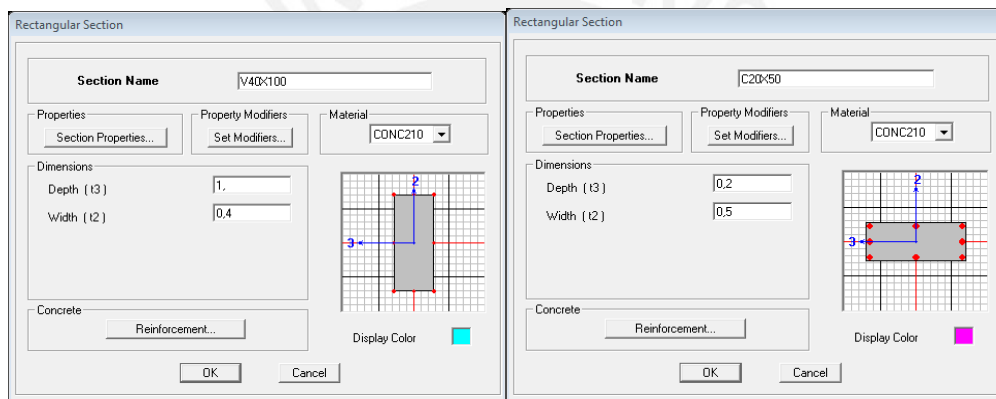 Rectangular Section
Section Name V40X100
Properties Property Modifiers Material
Section Properties... Set Modifiers... CONC210
Dimensions
Depth ( t3 ) 1,
Width ( t2 ) 0,4
2
3
Concrete
Reinforcement...
Display Color
OK Cancel
Rectangular Section
Section Name C20X50
Properties Property Modifiers Material
Section Properties... Set Modifiers... CONC210
Dimensions
Depth ( t3 ) 0,2
Width ( t2 ) 0,5
2
3
Concrete
Reinforcement...
Display Color
OK Cancel